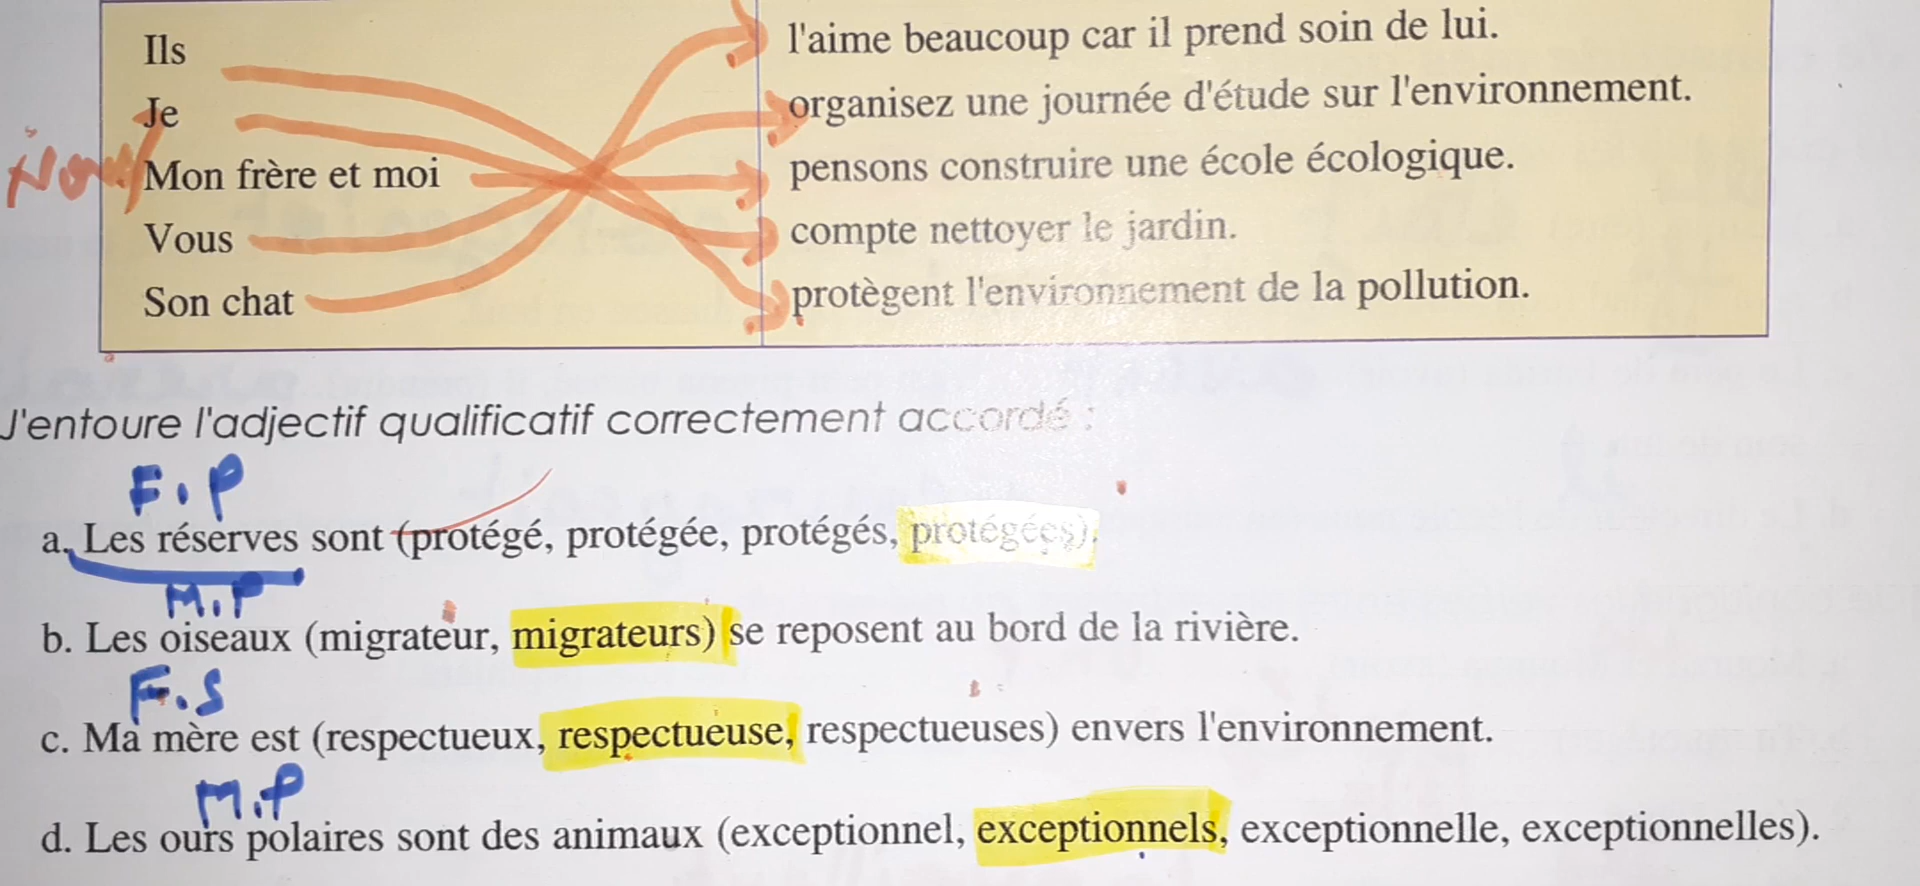 Ils
l'aime beaucoup car il prend soin de lui.
Je
organisez une journée d'étude sur l'environnement.
Nous
Mon frère et moi
pensons construire une école écologique.
Vous
compte nettoyer le jardin.
Son chat
protègent l'environnement de la pollution.
J'entoure l'adjectif qualificatif correctement accordé :
F.P
a. Les réserves sont (protégé, protégée, protégés, protégées).
M.P
b. Les oiseaux (migrateur, migrateurs) se reposent au bord de la rivière.
F.S
c. Ma mère est (respectueux, respectueuse, respectueuses) envers l'environnement.
M.P
d. Les ours polaires sont des animaux (exceptionnel, exceptionnels, exceptionnelle, exceptionnelles).